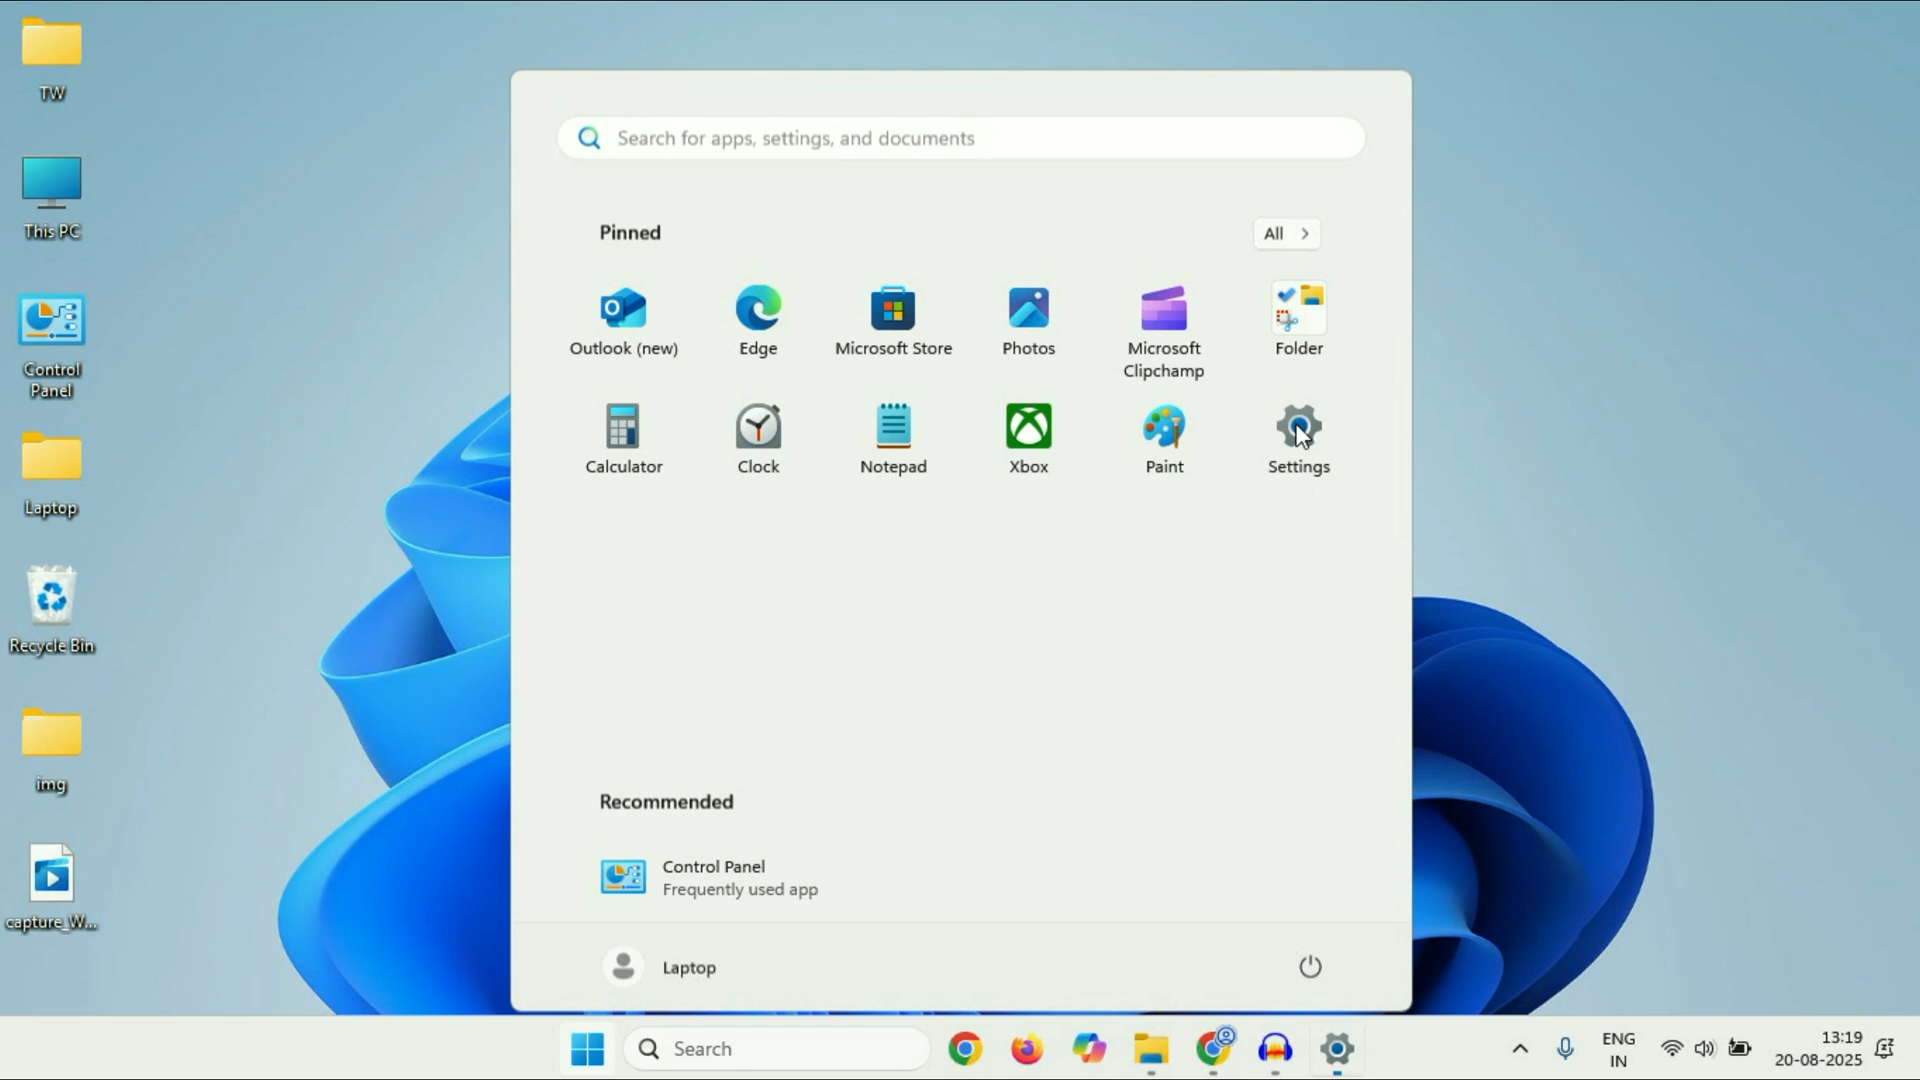 TW
This PC
Control
Panel
Laptop
Recycle Bin
img
capture_W...
Search for apps, settings, and documents
Pinned
All
Outlook (new)
Edge
Microsoft Store
Photos
Microsoft
Clipchamp
Folder
Calculator
Clock
Notepad
Xbox
Paint
Settings
Recommended
Control Panel
Frequently used app
Laptop
Search
ENG
IN
13:19
20-08-2025